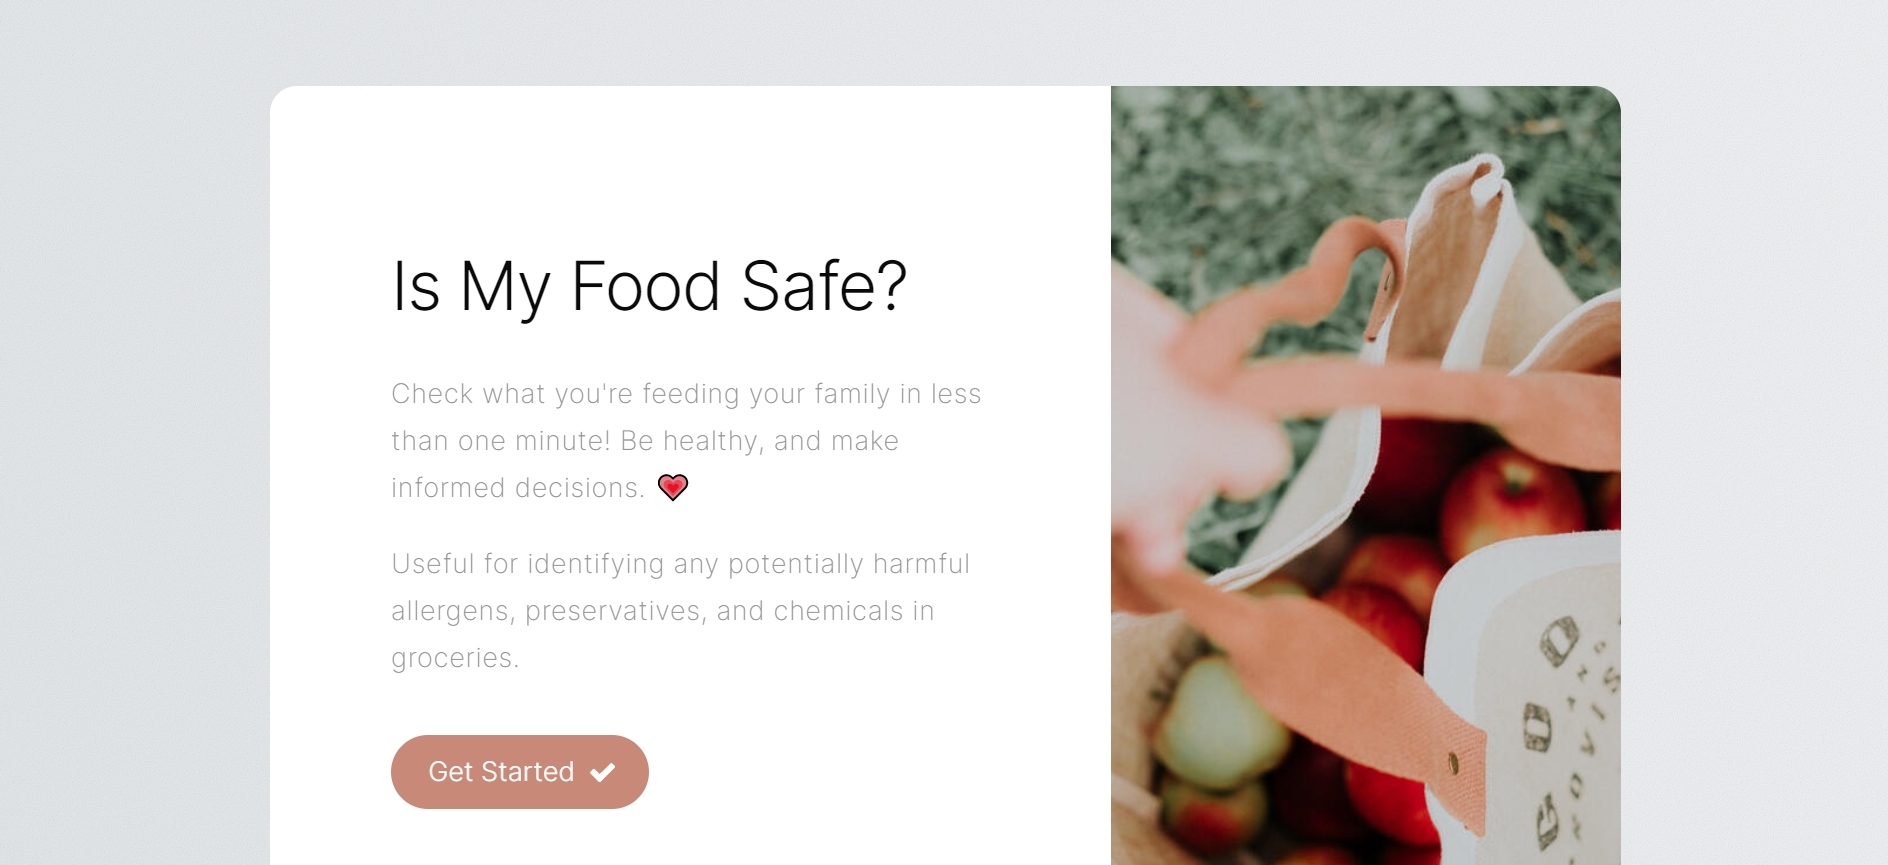 Is My Food Safe?
Check what you're feeding your family in less
than one minute! Be healthy, and make
informed decisions.
Useful for identifying any potentially harmful
allergens, preservatives, and chemicals in
groceries.
Get Started